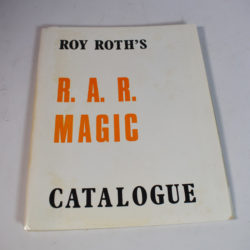 ROY ROTH'S
R. A. R.
MAGIC
CATALOGUE